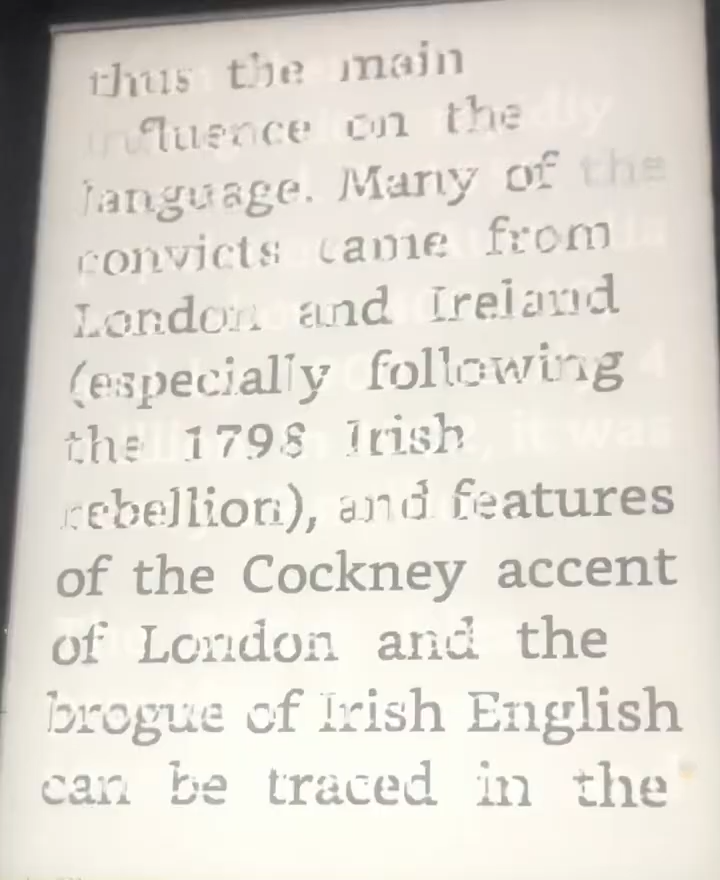 thus the main
influence on the
language. Many of the
convicts came from
London and Ireland
(especially following
the 1798 Irish
rebellion), and features
of the Cockney accent
of London and the
brogue of Irish English
can be traced in the